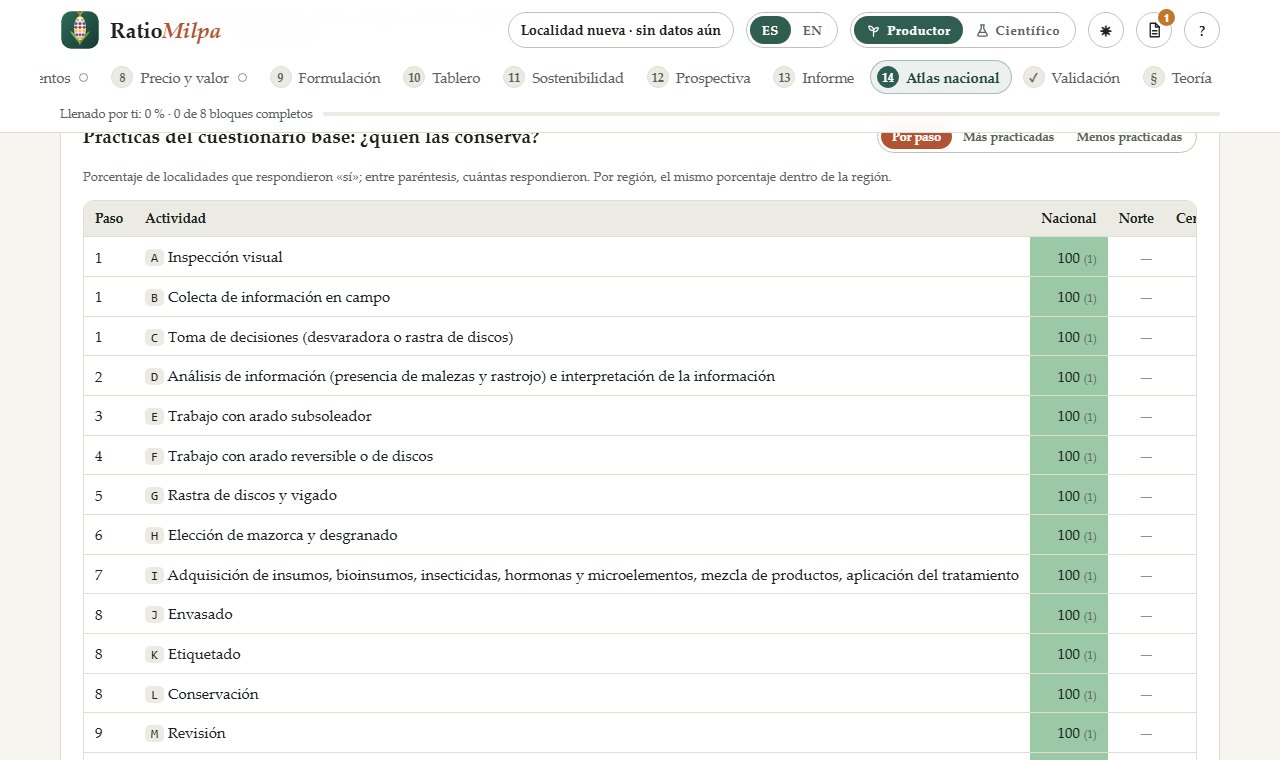 RatioMilpa
Localidad nueva · sin datos aún
ES EN
Productor Científico
1
?
entos
8 Precio y valor
9 Formulación
10 Tablero
11 Sostenibilidad
12 Prospectiva
13 Informe
14 Atlas nacional
✓ Validación
§ Teoría
Llenado por ti: 0 % · 0 de 8 bloques completos
Prácticas del cuestionario base: ¿quién las conserva?
Por paso Más practicadas Menos practicadas
Porcentaje de localidades que respondieron «sí»; entre paréntesis, cuántas respondieron. Por región, el mismo porcentaje dentro de la región.
Paso Actividad Nacional Norte Cer
1 A Inspección visual 100 (1) —
1 B Colecta de información en campo 100 (1) —
1 C Toma de decisiones (desvaradora o rastra de discos) 100 (1) —
2 D Análisis de información (presencia de malezas y rastrojo) e interpretación de la información 100 (1) —
3 E Trabajo con arado subsoleador 100 (1) —
4 F Trabajo con arado reversible o de discos 100 (1) —
5 G Rastra de discos y vigado 100 (1) —
6 H Elección de mazorca y desgranado 100 (1) —
7 I Adquisición de insumos, bioinsumos, insecticidas, hormonas y microelementos, mezcla de productos, aplicación del tratamiento 100 (1) —
8 J Envasado 100 (1) —
8 K Etiquetado 100 (1) —
8 L Conservación 100 (1) —
9 M Revisión 100 (1) —